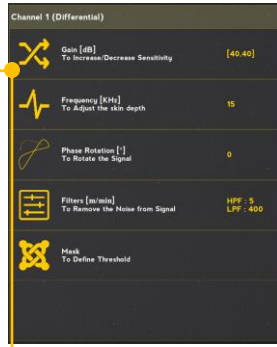 Channel 1 (Differential)
Gain [dB]
To Increase/Decrease Sensitivity
[40,40]
Frequency [KHz]
To Adjust the skin depth
15
Phase Rotation [°]
To Rotate the Signal
0
Filters [m/min]
To Remove the Noise from Signal
HPF : 5
LPF : 400
Mask
To Define Threshold